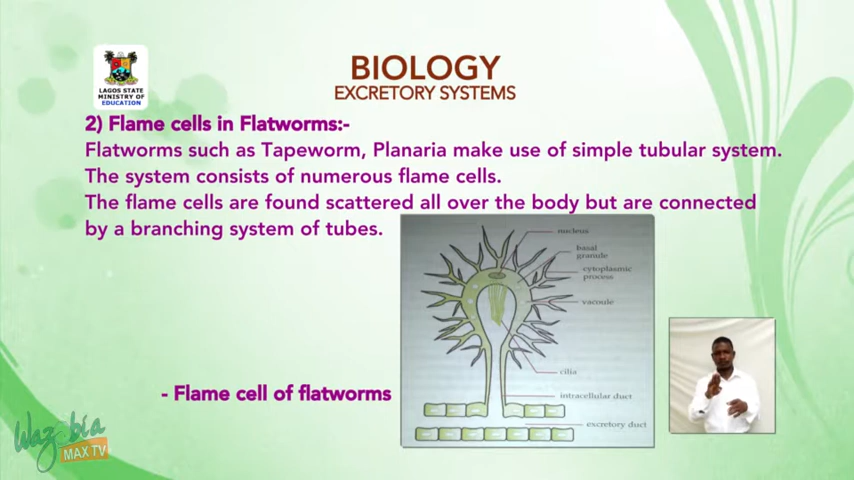 BIOLOGY
EXCRETORY SYSTEMS
LAGOS STATE
MINISTRY OF
EDUCATION
2) Flame cells in Flatworms:-
Flatworms such as Tapeworm, Planaria make use of simple tubular system.
The system consists of numerous flame cells.
The flame cells are found scattered all over the body but are connected
by a branching system of tubes.
nucleus
basal
granule
cytoplasmic
process
vacoule
cilia
intracellular duct
excretory duct
- Flame cell of flatworms
Wazobia
MAX TV